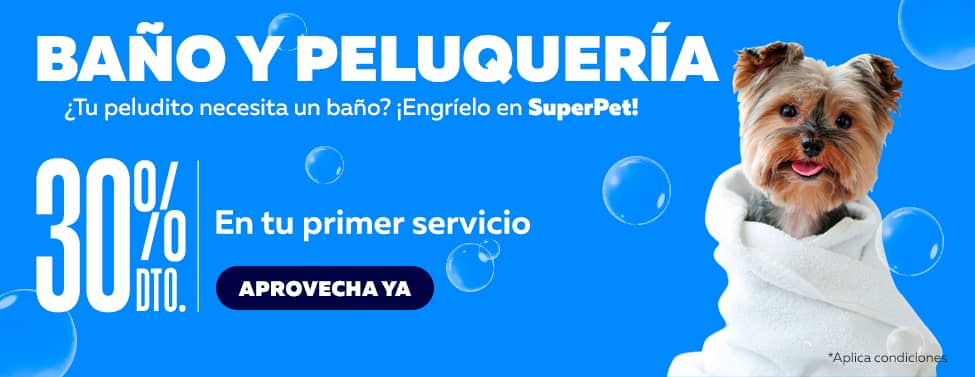 BAÑO Y PELUQUERÍA
¿Tu peludito necesita un baño? ¡Engríelo en SuperPet!
30% DTO.
En tu primer servicio
APROVECHA YA
*Aplica condiciones